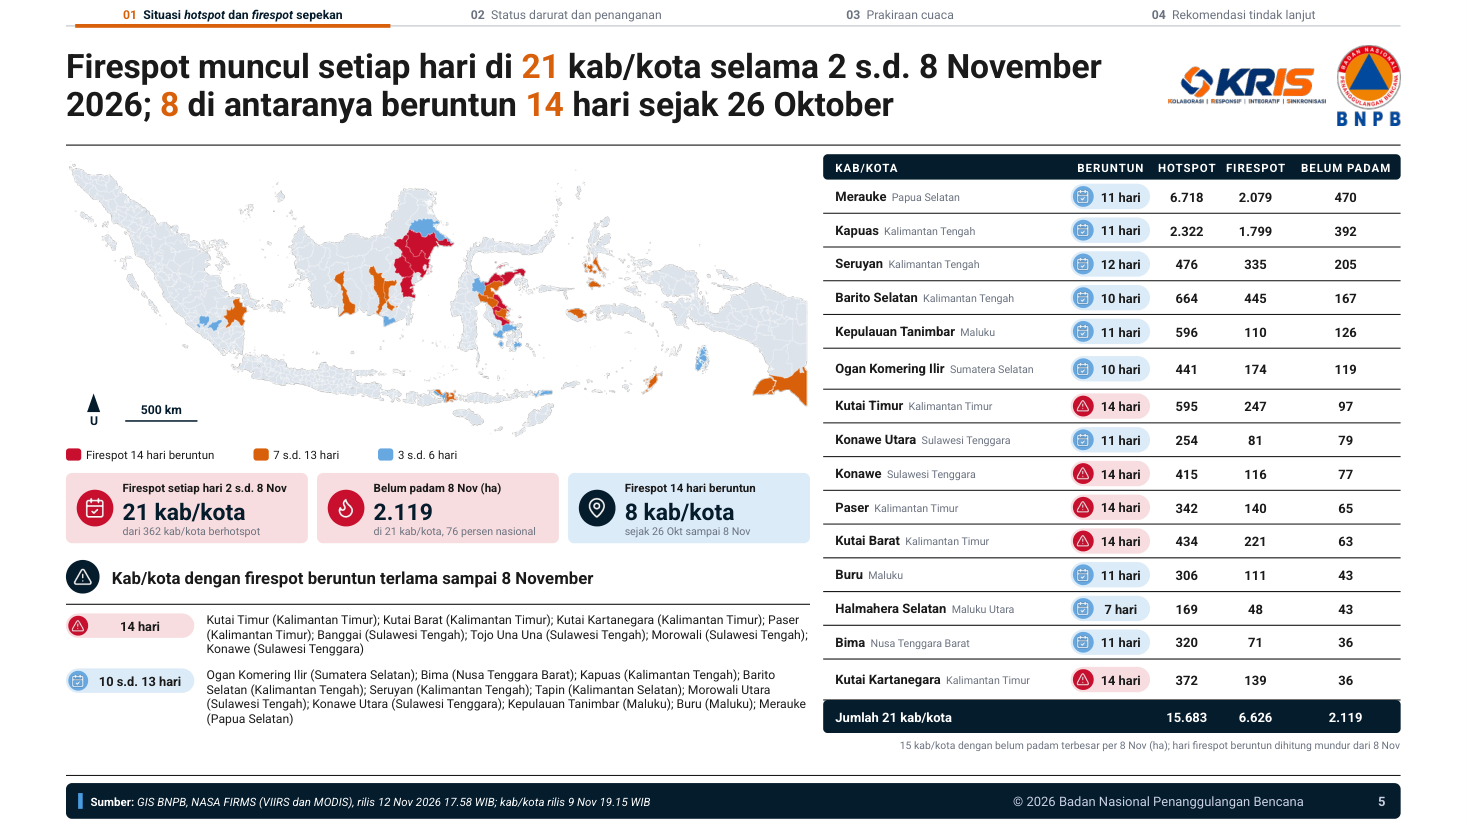 01 Situasi hotspot dan firespot sepekan
02 Status darurat dan penanganan
03 Prakiraan cuaca
04 Rekomendasi tindak lanjut
Firespot muncul setiap hari di 21 kab/kota selama 2 s.d. 8 November
2026; 8 di antaranya beruntun 14 hari sejak 26 Oktober
KRIS
KOLABORASI | RESPONSIF | INTEGRATIF | SINKRONISASI
BADAN NASIONAL
PENANGGULANGAN BENCANA
BNPB
U
500 km
Firespot 14 hari beruntun
7 s.d. 13 hari
3 s.d. 6 hari
Firespot setiap hari 2 s.d. 8 Nov
21 kab/kota
dari 362 kab/kota berhotspot
Belum padam 8 Nov (ha)
2.119
di 21 kab/kota, 76 persen nasional
Firespot 14 hari beruntun
8 kab/kota
sejak 26 Okt sampai 8 Nov
Kab/kota dengan firespot beruntun terlama sampai 8 November
14 hari
Kutai Timur (Kalimantan Timur); Kutai Barat (Kalimantan Timur); Kutai Kartanegara (Kalimantan Timur); Paser
(Kalimantan Timur); Banggai (Sulawesi Tengah); Tojo Una Una (Sulawesi Tengah); Morowali (Sulawesi Tengah);
Konawe (Sulawesi Tenggara)
10 s.d. 13 hari
Ogan Komering Ilir (Sumatera Selatan); Bima (Nusa Tenggara Barat); Kapuas (Kalimantan Tengah); Barito
Selatan (Kalimantan Tengah); Seruyan (Kalimantan Tengah); Tapin (Kalimantan Selatan); Morowali Utara
(Sulawesi Tengah); Konawe Utara (Sulawesi Tenggara); Kepulauan Tanimbar (Maluku); Buru (Maluku); Merauke
(Papua Selatan)
KAB/KOTA BERUNTUN HOTSPOT FIRESPOT BELUM PADAM
Merauke Papua Selatan 11 hari 6.718 2.079 470
Kapuas Kalimantan Tengah 11 hari 2.322 1.799 392
Seruyan Kalimantan Tengah 12 hari 476 335 205
Barito Selatan Kalimantan Tengah 10 hari 664 445 167
Kepulauan Tanimbar Maluku 11 hari 596 110 126
Ogan Komering Ilir Sumatera Selatan 10 hari 441 174 119
Kutai Timur Kalimantan Timur 14 hari 595 247 97
Konawe Utara Sulawesi Tenggara 11 hari 254 81 79
Konawe Sulawesi Tenggara 14 hari 415 116 77
Paser Kalimantan Timur 14 hari 342 140 65
Kutai Barat Kalimantan Timur 14 hari 434 221 63
Buru Maluku 11 hari 306 111 43
Halmahera Selatan Maluku Utara 7 hari 169 48 43
Bima Nusa Tenggara Barat 11 hari 320 71 36
Kutai Kartanegara Kalimantan Timur 14 hari 372 139 36
Jumlah 21 kab/kota 15.683 6.626 2.119
15 kab/kota dengan belum padam terbesar per 8 Nov (ha); hari firespot beruntun dihitung mundur dari 8 Nov
Sumber: GIS BNPB, NASA FIRMS (VIIRS dan MODIS), rilis 12 Nov 2026 17.58 WIB; kab/kota rilis 9 Nov 19.15 WIB
© 2026 Badan Nasional Penanggulangan Bencana
5